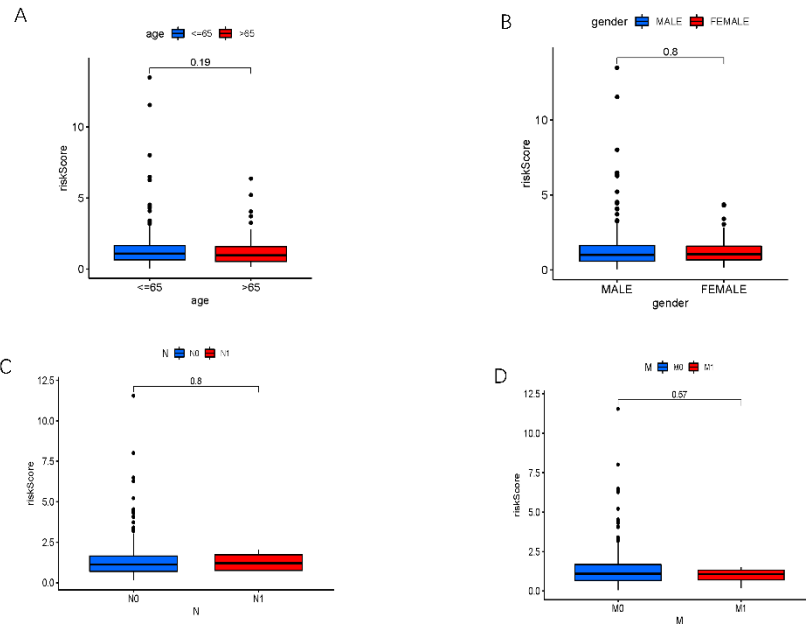 A
age <=65 >65
0.19
10
5
0
riskScore
<=65 >65
age
B
gender MALE FEMALE
0.8
10
5
0
riskScore
MALE FEMALE
gender
C
N N0 N1
0.8
12.5
10.0
7.5
5.0
2.5
0.0
riskScore
N0 N1
N
D
M M0 M1
0.57
12.5
10.0
7.5
5.0
2.5
0.0
riskScore
M0 M1
M